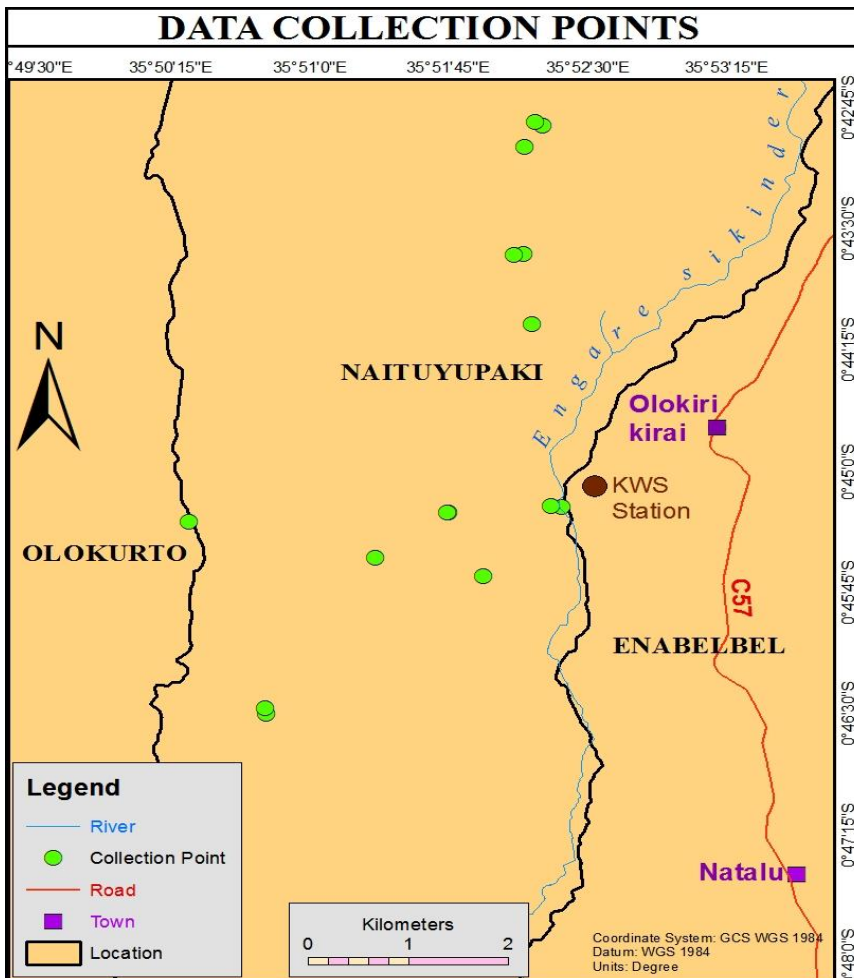 DATA COLLECTION POINTS
49'30"E
35°50'15"E
35°51'0"E
35°51'45"E
35°52'30"E
35°53'15"E
0°42'45"S
0°43'30"S
0°44'15"S
0°45'0"S
0°45'45"S
0°46'30"S
0°47'15"S
0°48'0"S
Engare sikinder
N
NAITUYUPAKI
Olokiri
kirai
KWS
Station
OLOKURTO
C57
ENABELBEL
Natalu
Legend
River
Collection Point
Road
Town
Location
Kilometers
0 1 2
Coordinate System: GCS WGS 1984
Datum: WGS 1984
Units: Degree